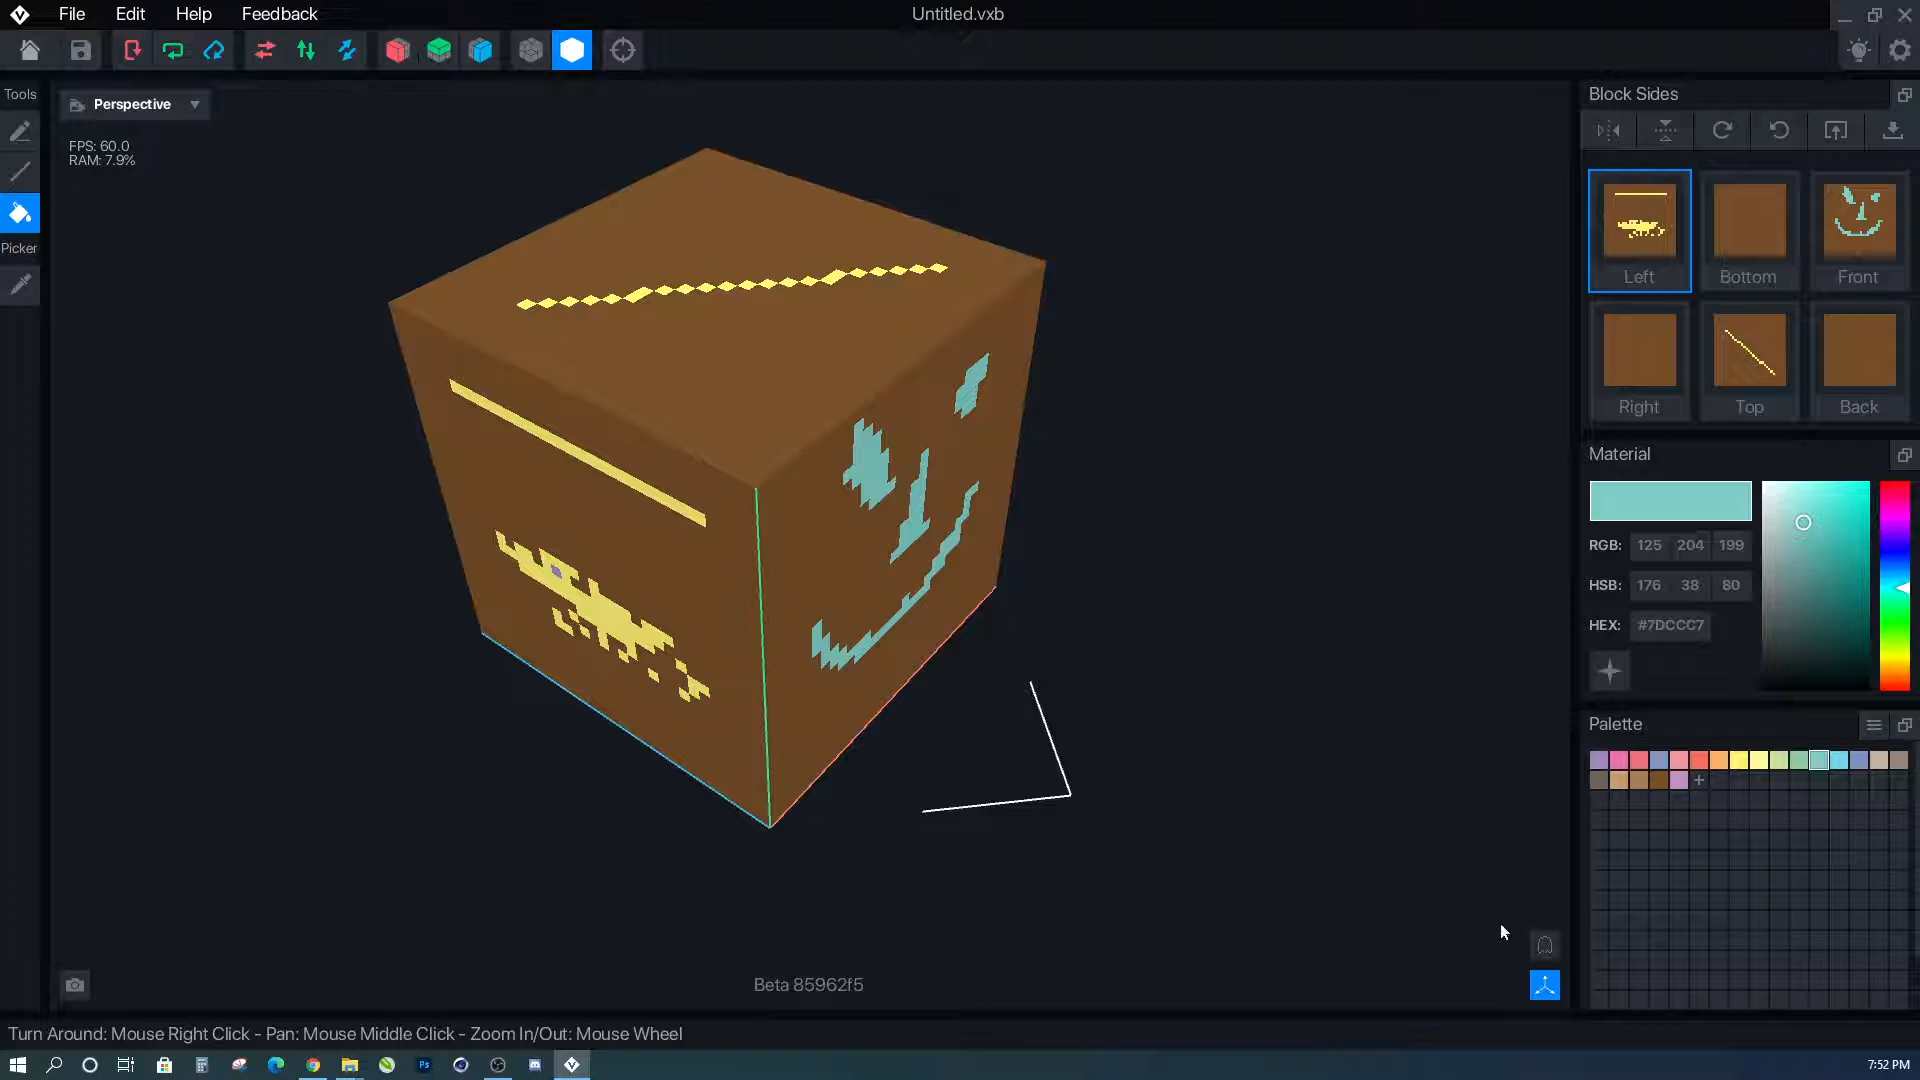 File Edit Help Feedback Untitled.vxb
Tools
Perspective
FPS: 60.0
RAM: 7.9%
Picker
Block Sides
Left Bottom Front
Right Top Back
Material
RGB: 125 204 199
HSB: 176 38 80
HEX: #7DCCC7
Palette
Beta 85962f5
Turn Around: Mouse Right Click - Pan: Mouse Middle Click - Zoom In/Out: Mouse Wheel
Ps
7:52 PM